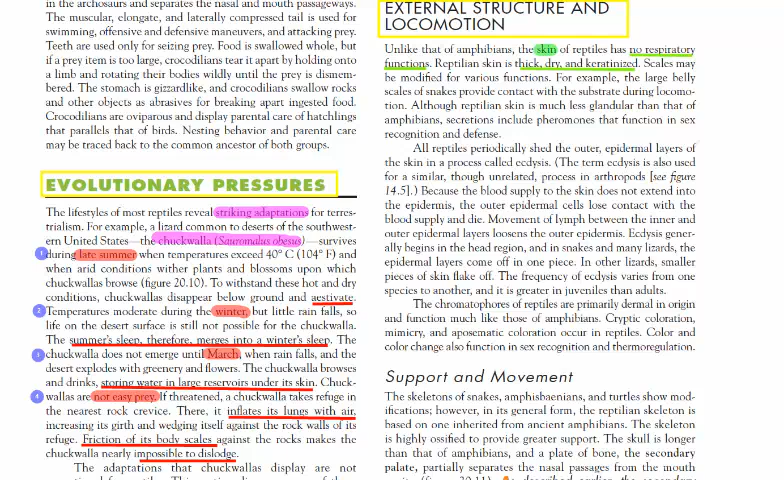 in the archosaurs and separates the nasal and mouth passageways.
The muscular, elongate, and laterally compressed tail is used for
swimming, offensive and defensive maneuvers, and attacking prey.
Teeth are used only for seizing prey. Food is swallowed whole, but
if a prey item is too large, crocodilians tear it apart by holding onto
a limb and rotating their bodies wildly until the prey is dismem-
bered. The stomach is gizzardlike, and crocodilians swallow rocks
and other objects as abrasives for breaking apart ingested food.
Crocodilians are oviparous and display parental care of hatchlings
that parallels that of birds. Nesting behavior and parental care
may be traced back to the common ancestor of both groups.
EVOLUTIONARY PRESSURES
The lifestyles of most reptiles reveal striking adaptations for terres-
trialism. For example, a lizard common to deserts of the southwest-
ern United States—the chuckwalla (Sauromalus obesus)—survives
1 during late summer when temperatures exceed 40° C (104° F) and
when arid conditions wither plants and blossoms upon which
chuckwallas browse (figure 20.10). To withstand these hot and dry
conditions, chuckwallas disappear below ground and aestivate.
2 Temperatures moderate during the winter, but little rain falls, so
life on the desert surface is still not possible for the chuckwalla.
The summer's sleep, therefore, merges into a winter's sleep. The
3 chuckwalla does not emerge until March, when rain falls, and the
desert explodes with greenery and flowers. The chuckwalla browses
and drinks, storing water in large reservoirs under its skin. Chuck-
4 wallas are not easy prey. If threatened, a chuckwalla takes refuge in
the nearest rock crevice. There, it inflates its lungs with air,
increasing its girth and wedging itself against the rock walls of its
refuge. Friction of its body scales against the rocks makes the
chuckwalla nearly impossible to dislodge.
The adaptations that chuckwallas display are not
EXTERNAL STRUCTURE AND
LOCOMOTION
Unlike that of amphibians, the skin of reptiles has no respiratory
functions. Reptilian skin is thick, dry, and keratinized. Scales may
be modified for various functions. For example, the large belly
scales of snakes provide contact with the substrate during locomo-
tion. Although reptilian skin is much less glandular than that of
amphibians, secretions include pheromones that function in sex
recognition and defense.
All reptiles periodically shed the outer, epidermal layers of
the skin in a process called ecdysis. (The term ecdysis is also used
for a similar, though unrelated, process in arthropods [see figure
14.5].) Because the blood supply to the skin does not extend into
the epidermis, the outer epidermal cells lose contact with the
blood supply and die. Movement of lymph between the inner and
outer epidermal layers loosens the outer epidermis. Ecdysis gener-
ally begins in the head region, and in snakes and many lizards, the
epidermal layers come off in one piece. In other lizards, smaller
pieces of skin flake off. The frequency of ecdysis varies from one
species to another, and it is greater in juveniles than adults.
The chromatophores of reptiles are primarily dermal in origin
and function much like those of amphibians. Cryptic coloration,
mimicry, and aposematic coloration occur in reptiles. Color and
color change also function in sex recognition and thermoregulation.
Support and Movement
The skeletons of snakes, amphisbaenians, and turtles show mod-
ifications; however, in its general form, the reptilian skeleton is
based on one inherited from ancient amphibians. The skeleton
is highly ossified to provide greater support. The skull is longer
than that of amphibians, and a plate of bone, the secondary
palate, partially separates the nasal passages from the mouth